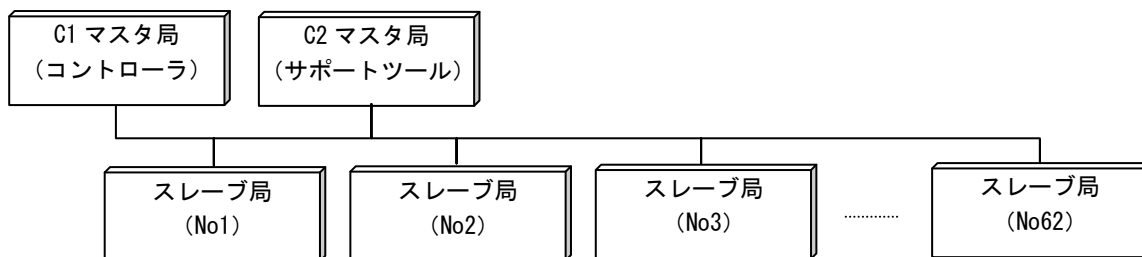 C1 マスタ局
(コントローラ)
C2 マスタ局
(サポートツール)
スレーブ局
(No1)
スレーブ局
(No2)
スレーブ局
(No3)
............
スレーブ局
(No62)